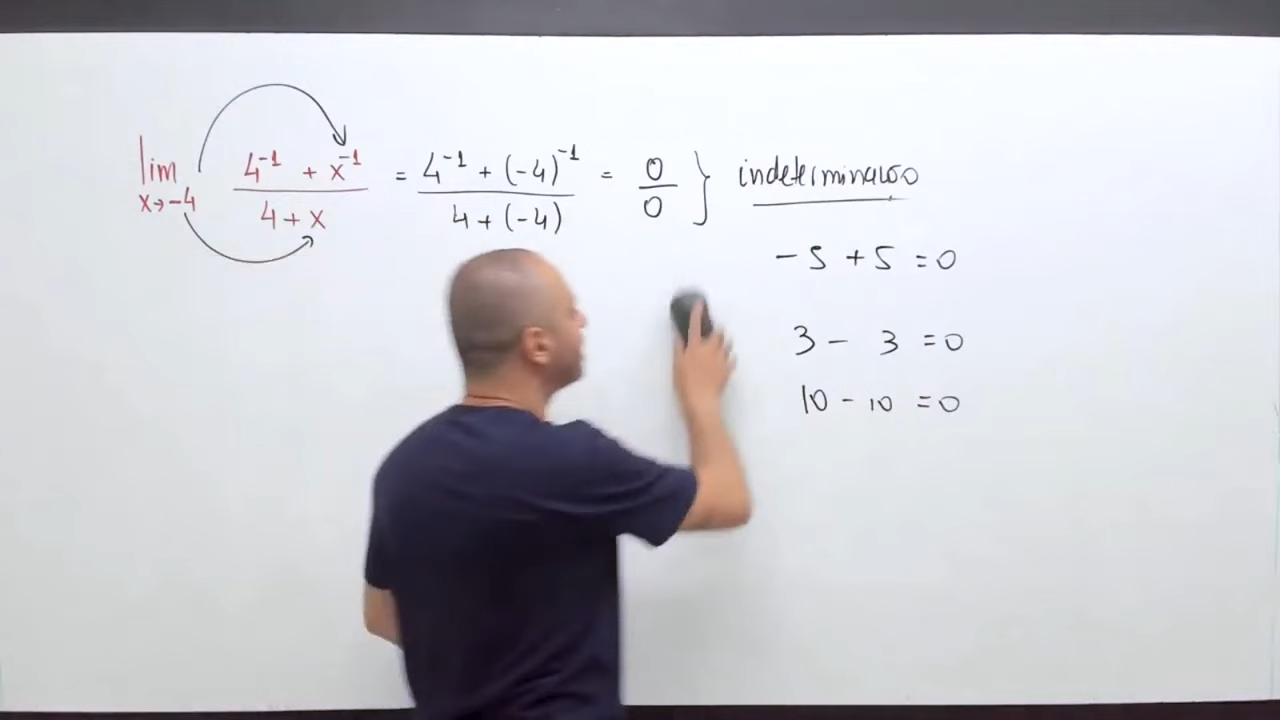 lim x→-4 (4⁻¹ + x⁻¹)/(4 + x) = (4⁻¹ + (-4)⁻¹)/(4 + (-4)) = 0/0 } indeterminação
-5 + 5 = 0
3 - 3 = 0
10 - 10 = 0